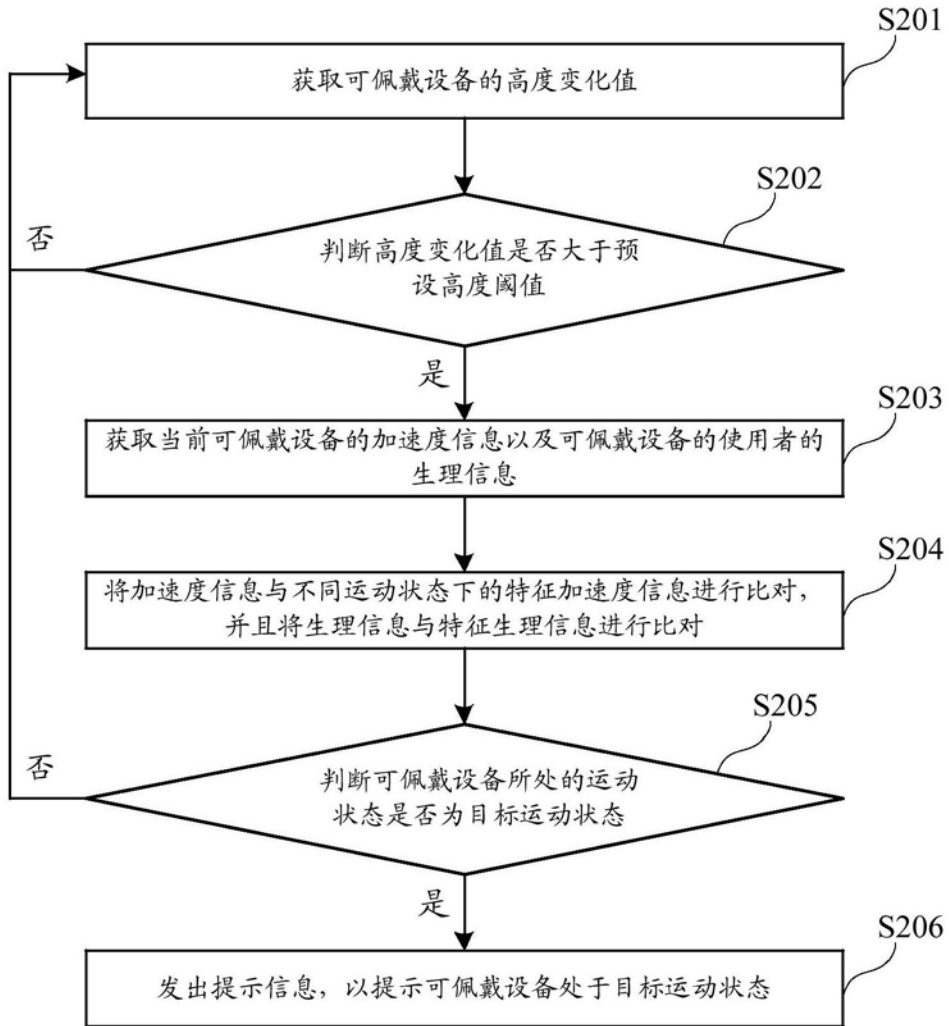 S201
获取可佩戴设备的高度变化值
S202
判断高度变化值是否大于预
设高度阈值
否
是
S203
获取当前可佩戴设备的加速度信息以及可佩戴设备的使用者的
生理信息
S204
将加速度信息与不同运动状态下的特征加速度信息进行比对，
并且将生理信息与特征生理信息进行比对
S205
判断可佩戴设备所处的运动
状态是否为目标运动状态
否
是
S206
发出提示信息，以提示可佩戴设备处于目标运动状态